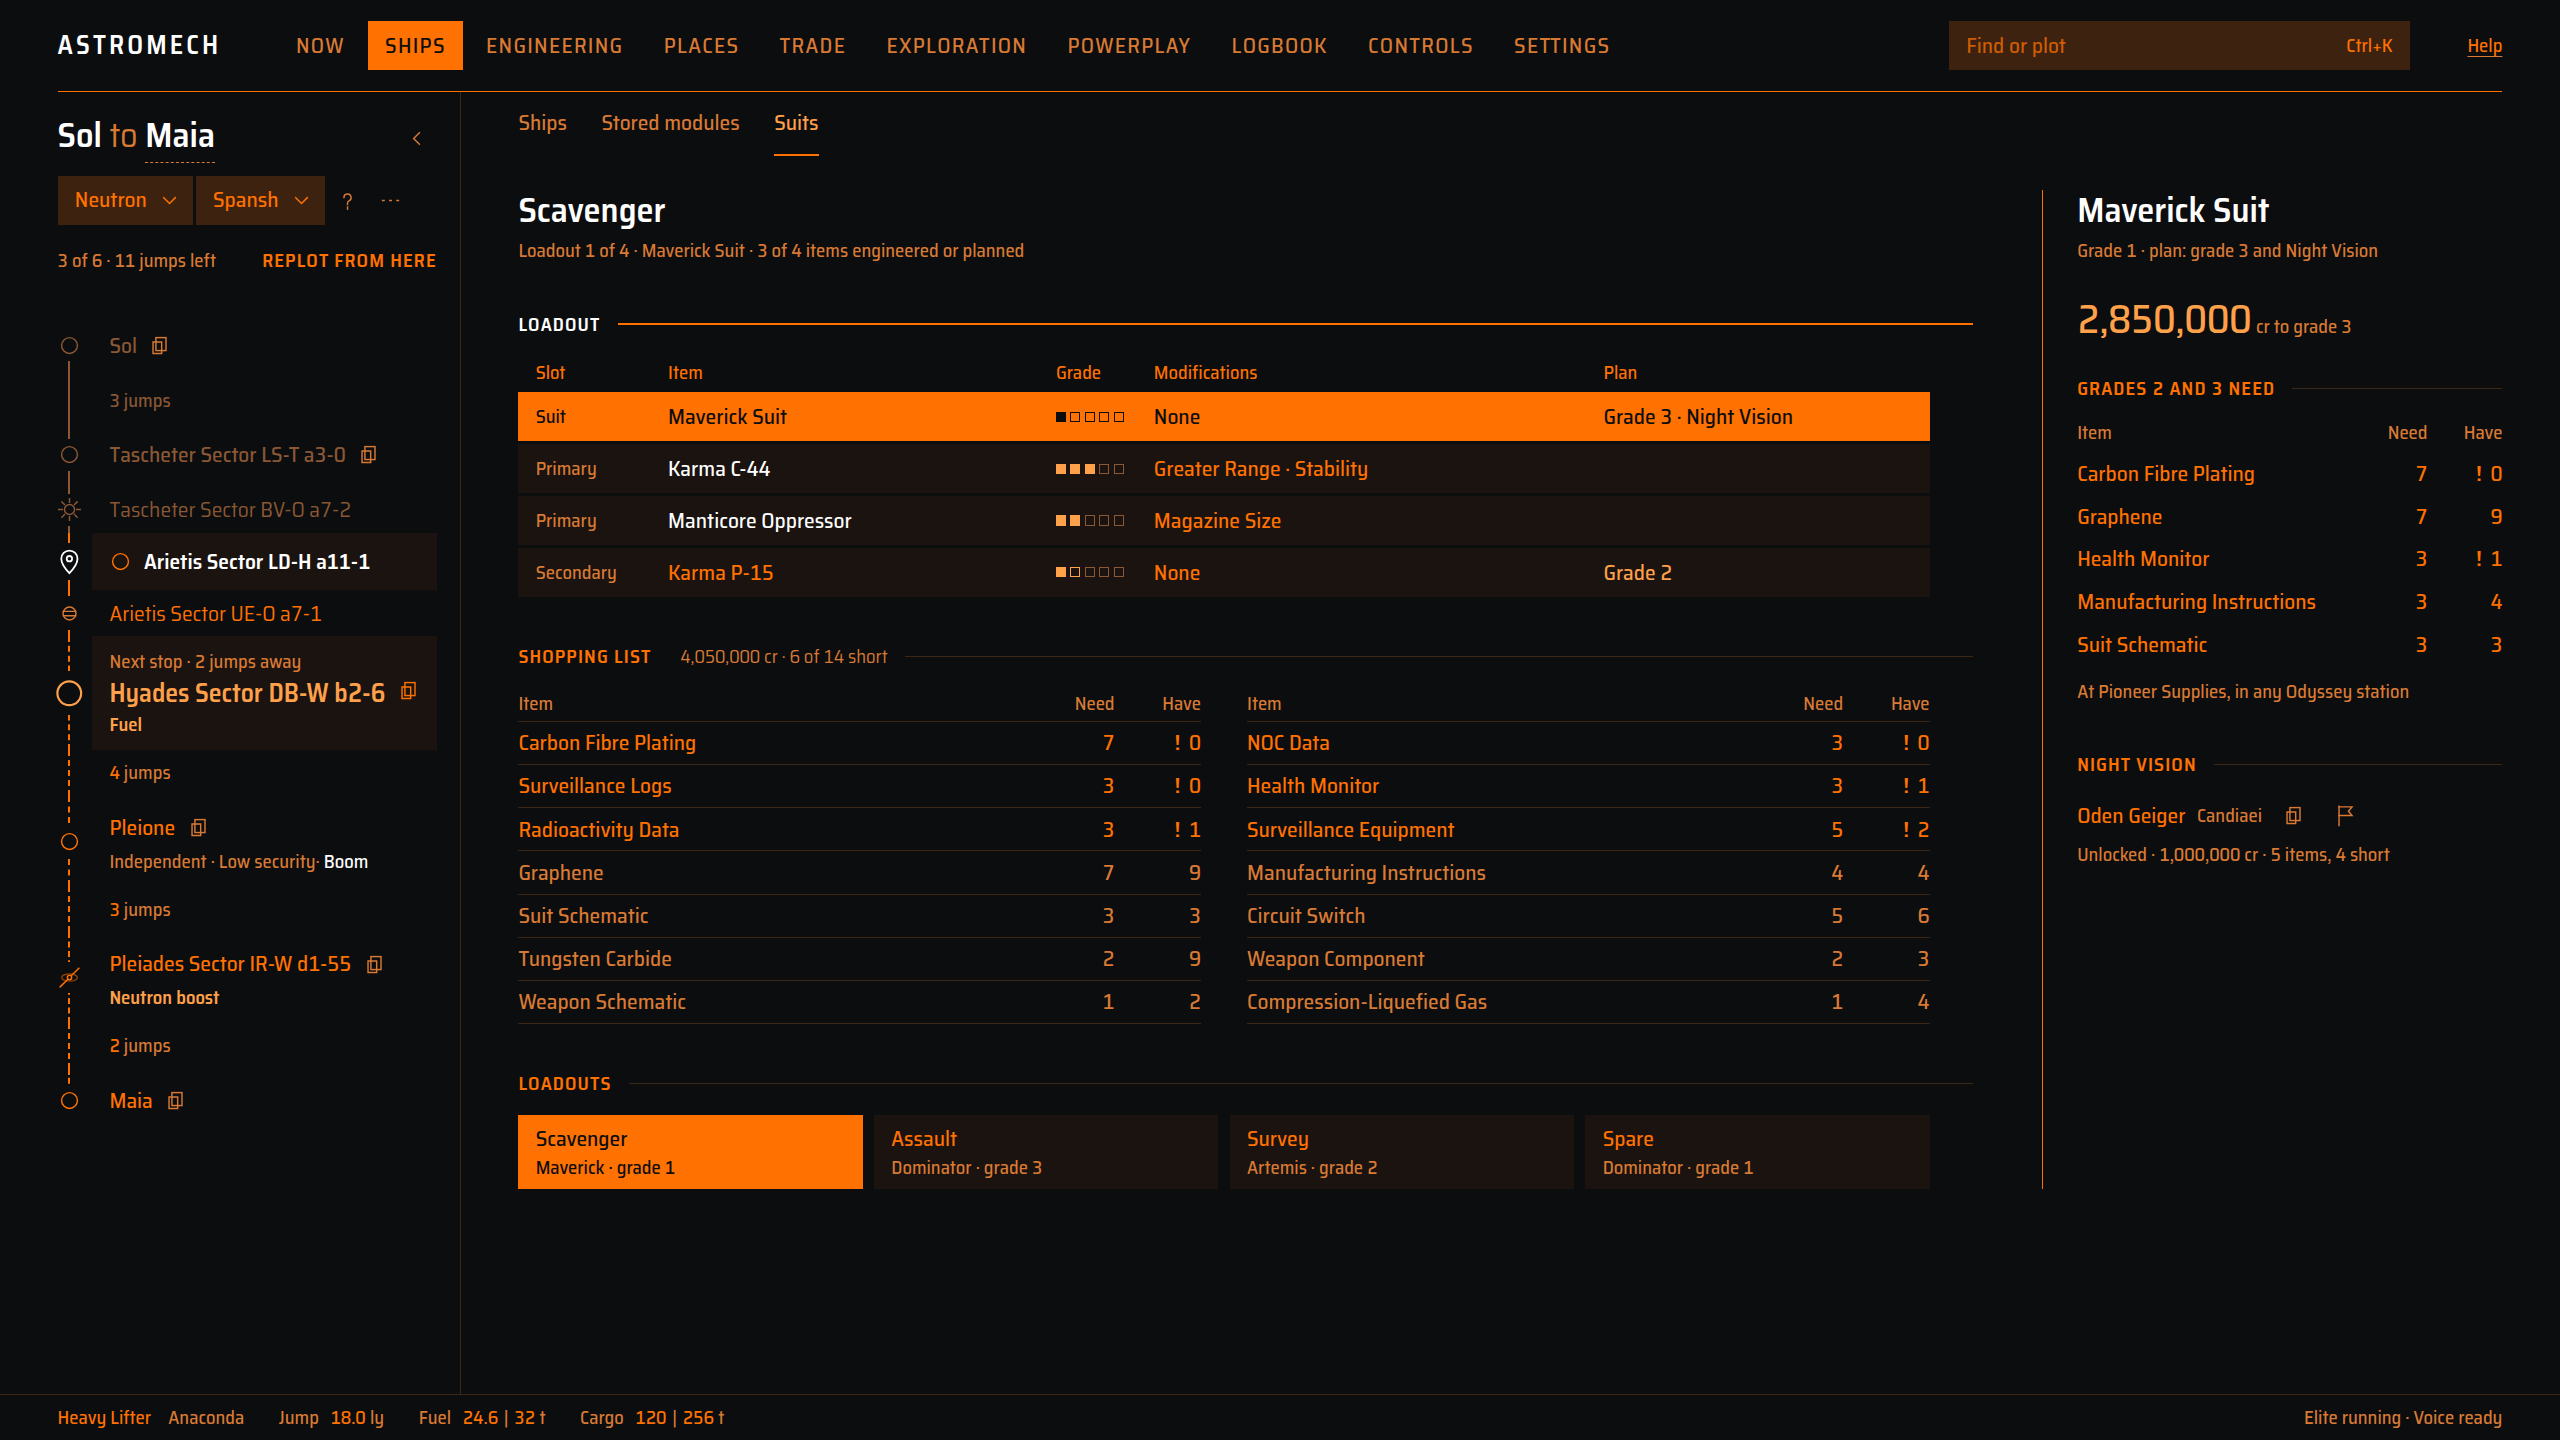 ASTROMECH NOW SHIPS ENGINEERING PLACES TRADE EXPLORATION POWERPLAY LOGBOOK CONTROLS SETTINGS Find or plot Ctrl+K Help
Sol to Maia
Neutron Spansh ? ···
3 of 6 · 11 jumps left REPLOT FROM HERE
Sol
3 jumps
Tascheter Sector LS-T a3-0
Tascheter Sector BV-O a7-2
Arietis Sector LD-H a11-1
Arietis Sector UE-O a7-1
Next stop · 2 jumps away
Hyades Sector DB-W b2-6
Fuel
4 jumps
Pleione
Independent · Low security· Boom
3 jumps
Pleiades Sector IR-W d1-55
Neutron boost
2 jumps
Maia
Ships Stored modules Suits
Scavenger
Loadout 1 of 4 · Maverick Suit · 3 of 4 items engineered or planned
LOADOUT
Slot Item Grade Modifications Plan
Suit Maverick Suit None Grade 3 · Night Vision
Primary Karma C-44 Greater Range · Stability
Primary Manticore Oppressor Magazine Size
Secondary Karma P-15 None Grade 2
SHOPPING LIST 4,050,000 cr · 6 of 14 short
Item Need Have Item Need Have
Carbon Fibre Plating 7 ! 0 NOC Data 3 ! 0
Surveillance Logs 3 ! 0 Health Monitor 3 ! 1
Radioactivity Data 3 ! 1 Surveillance Equipment 5 ! 2
Graphene 7 9 Manufacturing Instructions 4 4
Suit Schematic 3 3 Circuit Switch 5 6
Tungsten Carbide 2 9 Weapon Component 2 3
Weapon Schematic 1 2 Compression-Liquefied Gas 1 4
LOADOUTS
Scavenger Assault Survey Spare
Maverick · grade 1 Dominator · grade 3 Artemis · grade 2 Dominator · grade 1
Maverick Suit
Grade 1 · plan: grade 3 and Night Vision
2,850,000 cr to grade 3
GRADES 2 AND 3 NEED
Item Need Have
Carbon Fibre Plating 7 ! 0
Graphene 7 9
Health Monitor 3 ! 1
Manufacturing Instructions 3 4
Suit Schematic 3 3
At Pioneer Supplies, in any Odyssey station
NIGHT VISION
Oden Geiger Candiaei
Unlocked · 1,000,000 cr · 5 items, 4 short
Heavy Lifter Anaconda Jump 18.0 ly Fuel 24.6 | 32 t Cargo 120 | 256 t Elite running · Voice ready